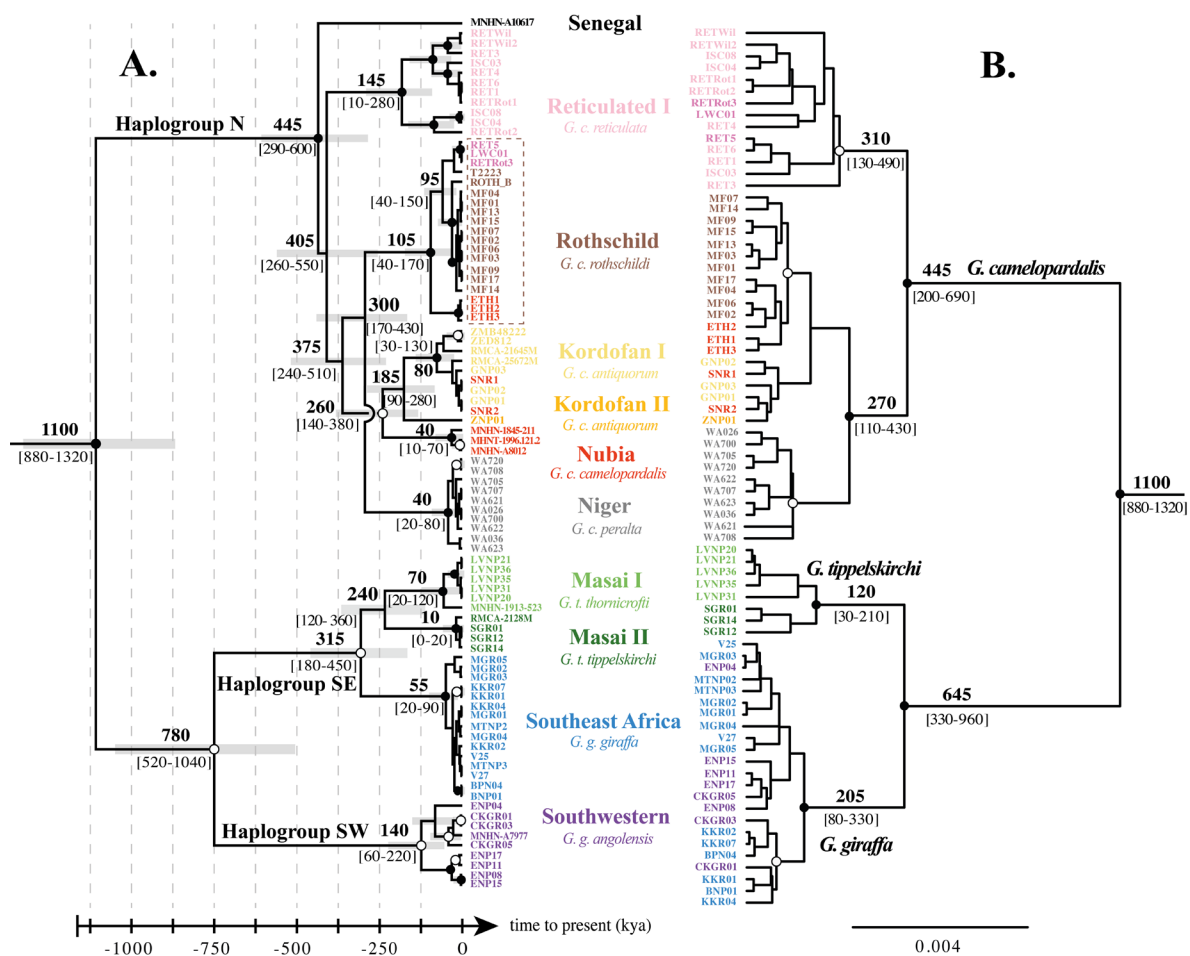 A.
Haplogroup N
445
[290-600]
145
[10-280]
405
[260-550]
95
[40-150]
105
[40-170]
300
[170-430]
[30-130]
375
[240-510]
80
185
[90-280]
260
[140-380]
40
[10-70]
40
[20-80]
1100
[880-1320]
70
[20-120]
240
[120-360]
10
[0-20]
315
[180-450]
Haplogroup SE
55
[20-90]
780
[520-1040]
Haplogroup SW
140
[60-220]
MNHN-A10617
RETWil
RETWil2
RET3
ISC03
RET4
RET6
RET1
RETRot1
ISC08
ISC04
RETRot2
RET5
LWC01
RETRot3
T2223
ROTH_B
MF04
MF01
MF13
MF15
MF07
MF02
MF06
MF03
MF09
MF17
MF14
ETH1
ETH2
ETH3
ZMB48222
ZED812
RMCA-21645M
RMCA-25672M
GNP03
SNR1
GNP02
GNP01
SNR2
ZNP01
MNHN-1845-211
MHNT-1996.121.2
MNHN-A8012
WA720
WA708
WA705
WA707
WA621
WA026
WA700
WA622
WA036
WA623
LVNP21
LVNP36
LVNP35
LVNP31
LVNP20
MNHN-1913-523
RMCA-2128M
SGR01
SGR12
SGR14
MGR05
MGR02
MGR03
KKR07
KKR01
KKR04
MGR01
MTNP2
MGR04
KKR02
V25
MTNP3
V27
BPN04
BNP01
ENP04
CKGR01
CKGR03
MNHN-A7977
CKGR05
ENP17
ENP11
ENP08
ENP15
-1000
-750
-500
-250
0
time to present (kya)
Senegal
Reticulated I
G. c. reticulata
Rothschild
G. c. rothschildi
Kordofan I
G. c. antiquorum
Kordofan II
G. c. antiquorum
Nubia
G. c. camelopardalis
Niger
G. c. peralta
Masai I
G. t. thornicrofti
Masai II
G. t. tippelskirchi
Southeast Africa
G. g. giraffa
Southwestern
G. g. angolensis
B.
RETWil
RETWil2
ISC08
ISC04
RETRot1
RETRot2
RETRot3
LWC01
RET4
RET5
RET6
RET1
ISC03
RET3
MF07
MF14
MF09
MF15
MF13
MF03
MF01
MF17
MF04
MF06
MF02
ETH2
ETH1
ETH3
GNP02
SNR1
GNP03
GNP01
SNR2
ZNP01
WA026
WA700
WA705
WA720
WA622
WA707
WA623
WA036
WA621
WA708
LVNP20
LVNP21
LVNP36
LVNP35
LVNP31
SGR01
SGR14
SGR12
V25
MGR03
ENP04
MTNP02
MTNP03
MGR02
MGR01
MGR04
V27
MGR05
ENP15
ENP11
ENP17
CKGR05
ENP08
CKGR03
KKR02
KKR07
BPN04
CKGR01
KKR01
BNP01
KKR04
310
[130-490]
445
[200-690]
G. camelopardalis
270
[110-430]
1100
[880-1320]
G. tippelskirchi
120
[30-210]
645
[330-960]
205
[80-330]
G. giraffa
0.004